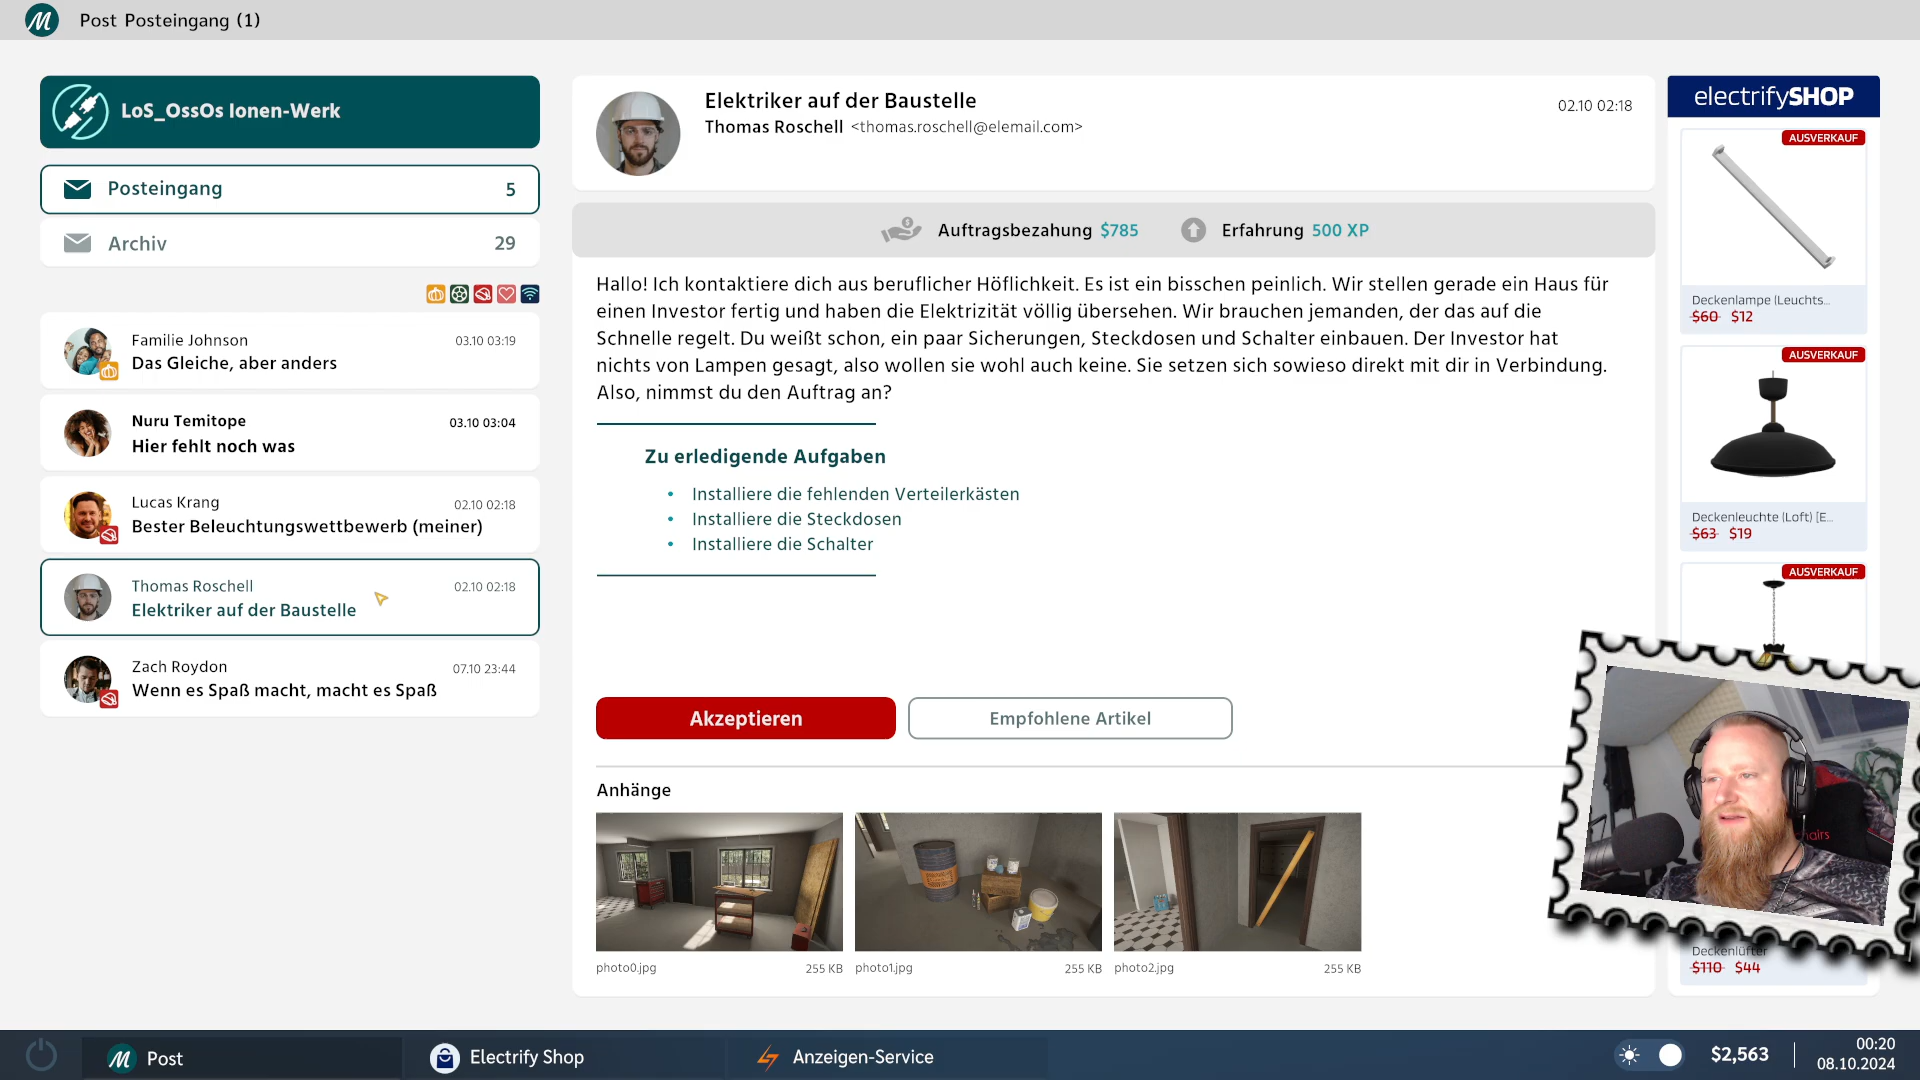 Post Posteingang (1)
LoS_OssOs Ionen-Werk
Posteingang 5
Archiv 29
Familie Johnson 03.10 03:19
Das Gleiche, aber anders
Nuru Temitope 03.10 03:04
Hier fehlt noch was
Lucas Krang 02.10 02:18
Bester Beleuchtungswettbewerb (meiner)
Thomas Roschell 02.10 02:18
Elektriker auf der Baustelle
Zach Roydon 07.10 23:44
Wenn es Spaß macht, macht es Spaß
Elektriker auf der Baustelle 02.10 02:18
Thomas Roschell <thomas.roschell@elemail.com>
Auftragsbezahung $785 Erfahrung 500 XP
Hallo! Ich kontaktiere dich aus beruflicher Höflichkeit. Es ist ein bisschen peinlich. Wir stellen gerade ein Haus für
einen Investor fertig und haben die Elektrizität völlig übersehen. Wir brauchen jemanden, der das auf die
Schnelle regelt. Du weißt schon, ein paar Sicherungen, Steckdosen und Schalter einbauen. Der Investor hat
nichts von Lampen gesagt, also wollen sie wohl auch keine. Sie setzen sich sowieso direkt mit dir in Verbindung.
Also, nimmst du den Auftrag an?
Zu erledigende Aufgaben
• Installiere die fehlenden Verteilerkästen
• Installiere die Steckdosen
• Installiere die Schalter
Akzeptieren
Empfohlene Artikel
Anhänge
photo0.jpg 255 KB
photo1.jpg 255 KB
photo2.jpg 255 KB
electrifySHOP
AUSVERKAUF
Deckenlampe (Leuchts...
$60 $12
AUSVERKAUF
Deckenleuchte (Loft) [E...
$63 $19
AUSVERKAUF
Deckenlüfter
$110 $44
Post
Electrify Shop
Anzeigen-Service
$2,563
00:20
08.10.2024